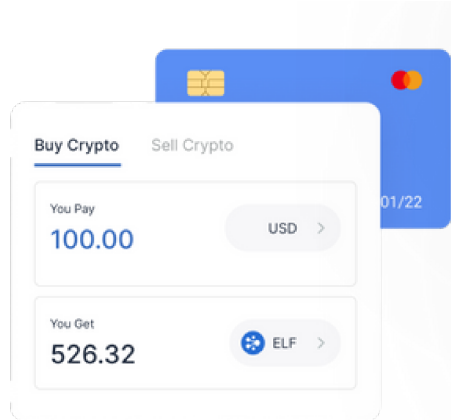 Buy Crypto Sell Crypto
01/22
You Pay
100.00
USD
You Get
526.32
ELF